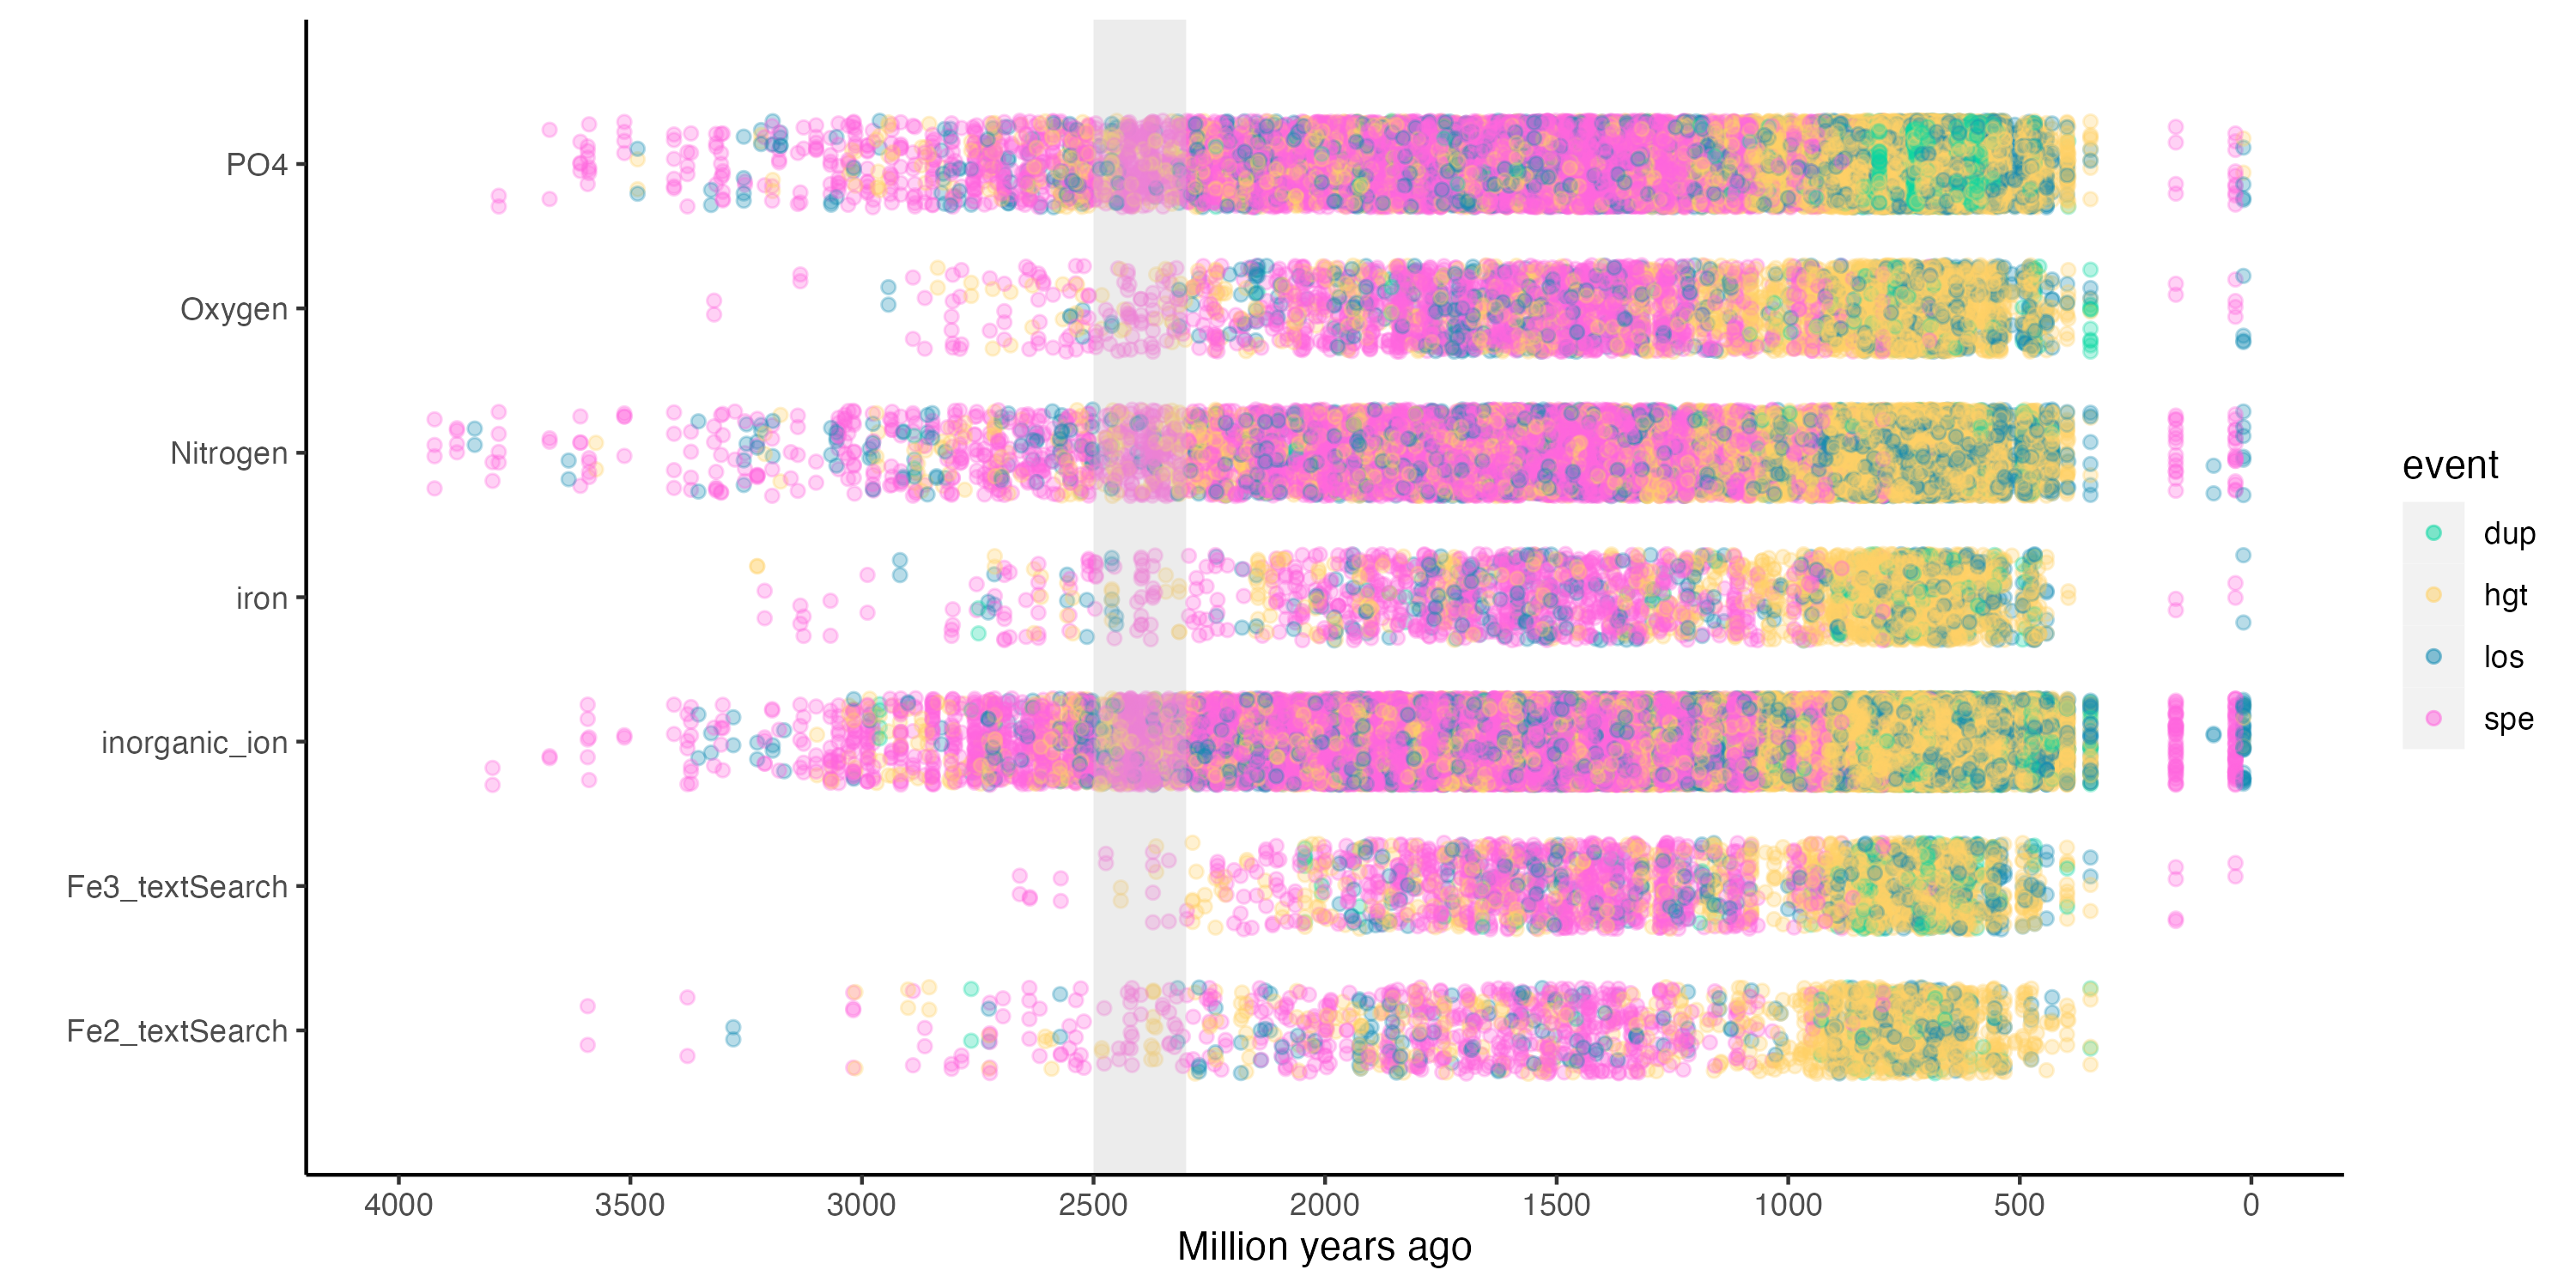 PO4
Oxygen
Nitrogen
iron
inorganic_ion
Fe3_textSearch
Fe2_textSearch
4000 3500 3000 2500 2000 1500 1000 500 0
Million years ago
event
dup
hgt
los
spe